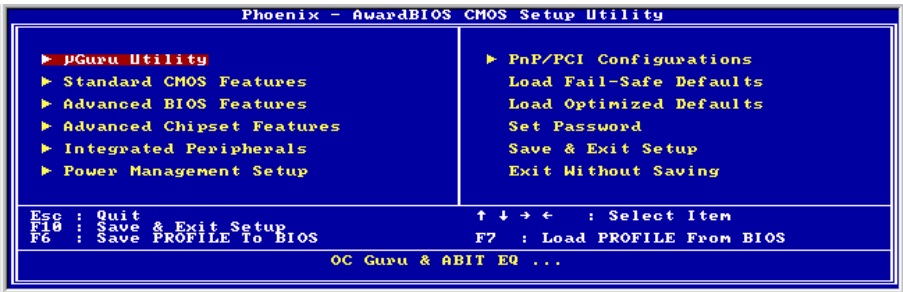 Phoenix - AwardBIOS CMOS Setup Utility
► µGuru Utility
► Standard CMOS Features
► Advanced BIOS Features
► Advanced Chipset Features
► Integrated Peripherals
► Power Management Setup
► PnP/PCI Configurations
Load Fail-Safe Defaults
Load Optimized Defaults
Set Password
Save & Exit Setup
Exit Without Saving
Esc : Quit
F10 : Save & Exit Setup
F6 : Save PROFILE To BIOS
↑ ↓ → ← : Select Item
F7 : Load PROFILE From BIOS
OC Guru & ABIT EQ ...